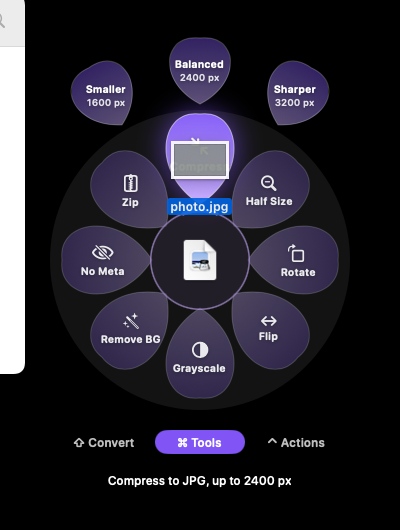 Balanced
2400 px
Smaller
1600 px
Sharper
3200 px
Compress
Zip
Half Size
photo.jpg
No Meta
Rotate
Remove BG
Flip
Grayscale
⇧ Convert
⌘ Tools
⌃ Actions
Compress to JPG, up to 2400 px